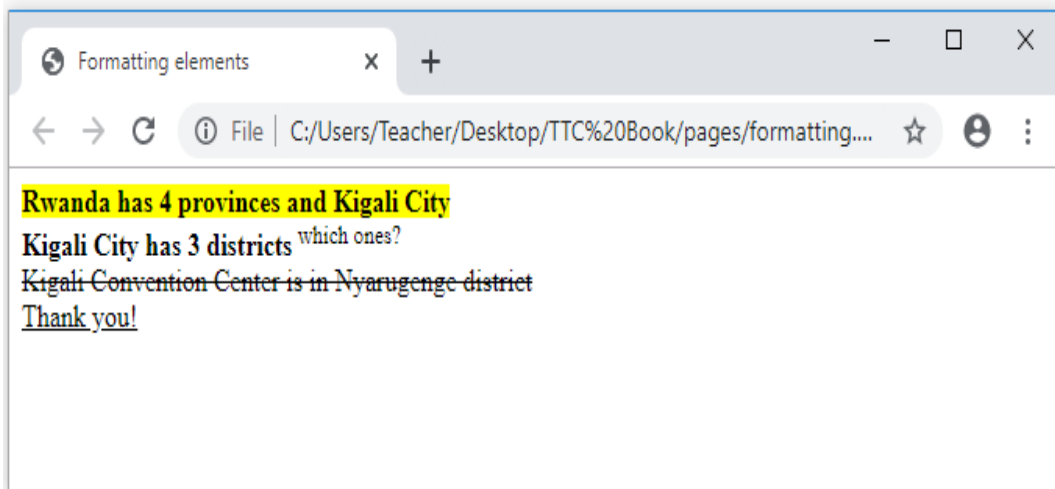 Formatting elements
File | C:/Users/Teacher/Desktop/TTC%20Book/pages/formatting....
Rwanda has 4 provinces and Kigali City
Kigali City has 3 districts which ones?
Kigali Convention Center is in Nyarugenge district
Thank you!